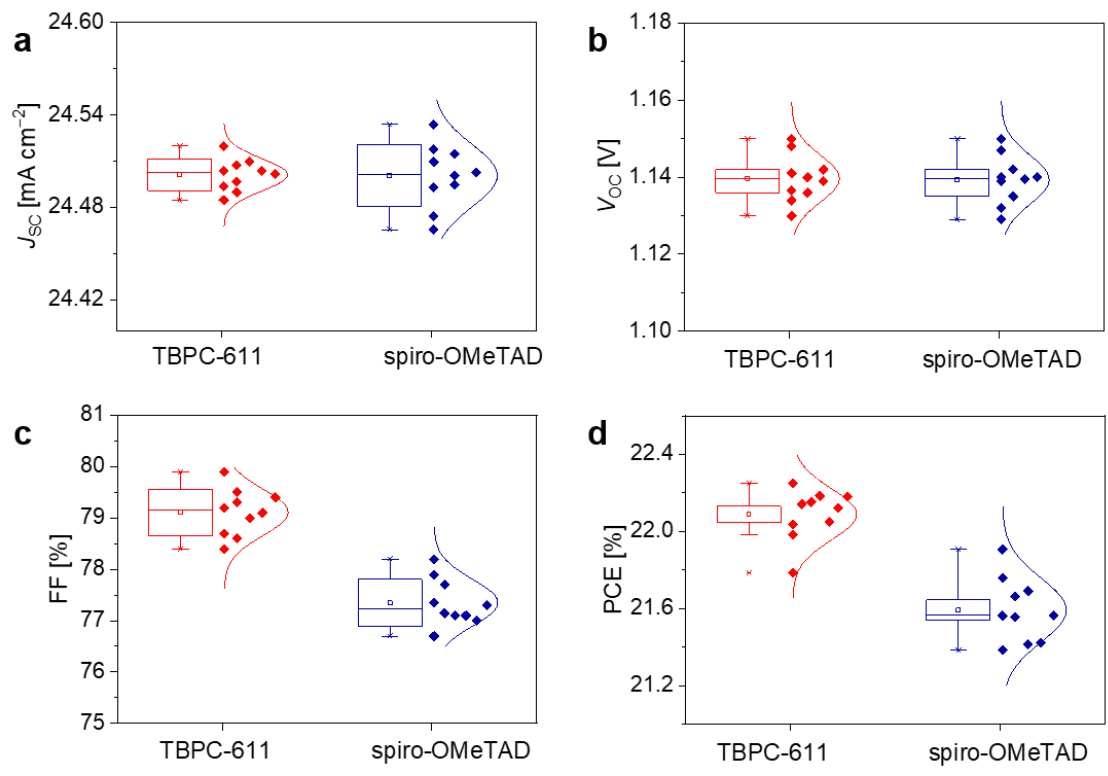 a
J_SC [mA cm⁻²]
24.60
24.54
24.48
24.42
TBPC-611 spiro-OMeTAD
b
V_OC [V]
1.18
1.16
1.14
1.12
1.10
TBPC-611 spiro-OMeTAD
c
FF [%]
81
80
79
78
77
76
75
TBPC-611 spiro-OMeTAD
d
PCE [%]
22.4
22.0
21.6
21.2
TBPC-611 spiro-OMeTAD